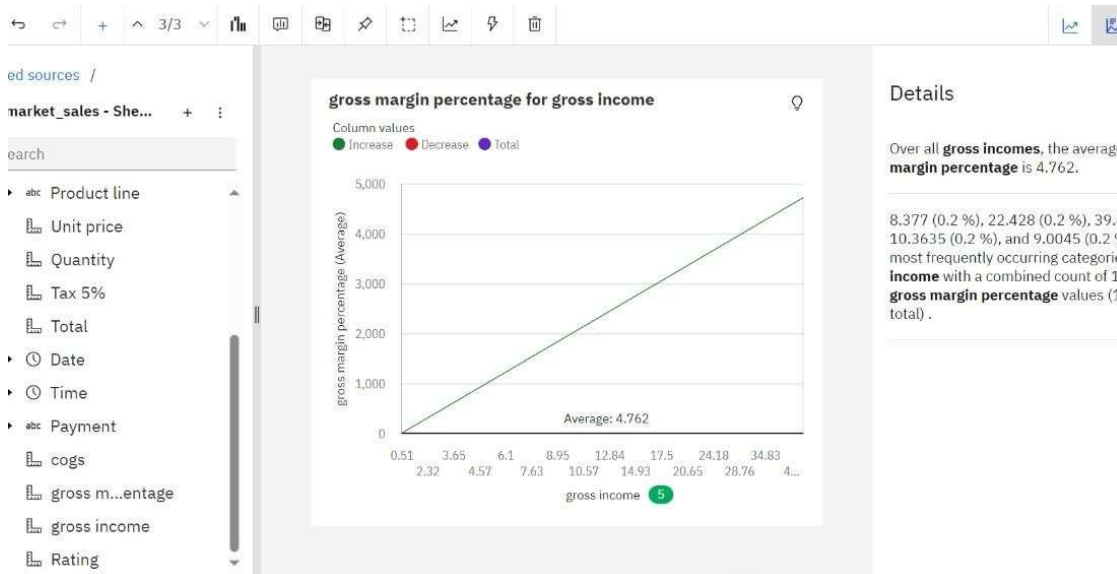 3/3
ed sources /
market_sales - She...
earch
abc Product line
Unit price
Quantity
Tax 5%
Total
Date
Time
abc Payment
cogs
gross m...entage
gross income
Rating
gross margin percentage for gross income
Column values
Increase Decrease Total
gross margin percentage (Average)
5,000
4,000
3,000
2,000
1,000
0
Average: 4.762
0.51 3.65 6.1 8.95 12.84 17.5 24.18 34.83
2.32 4.57 7.63 10.57 14.93 20.65 28.76 4...
gross income 5
Details
Over all gross incomes, the averag
margin percentage is 4.762.
8.377 (0.2 %), 22.428 (0.2 %), 39.
10.3635 (0.2 %), and 9.0045 (0.2
most frequently occurring categori
income with a combined count of 1
gross margin percentage values (1
total) .